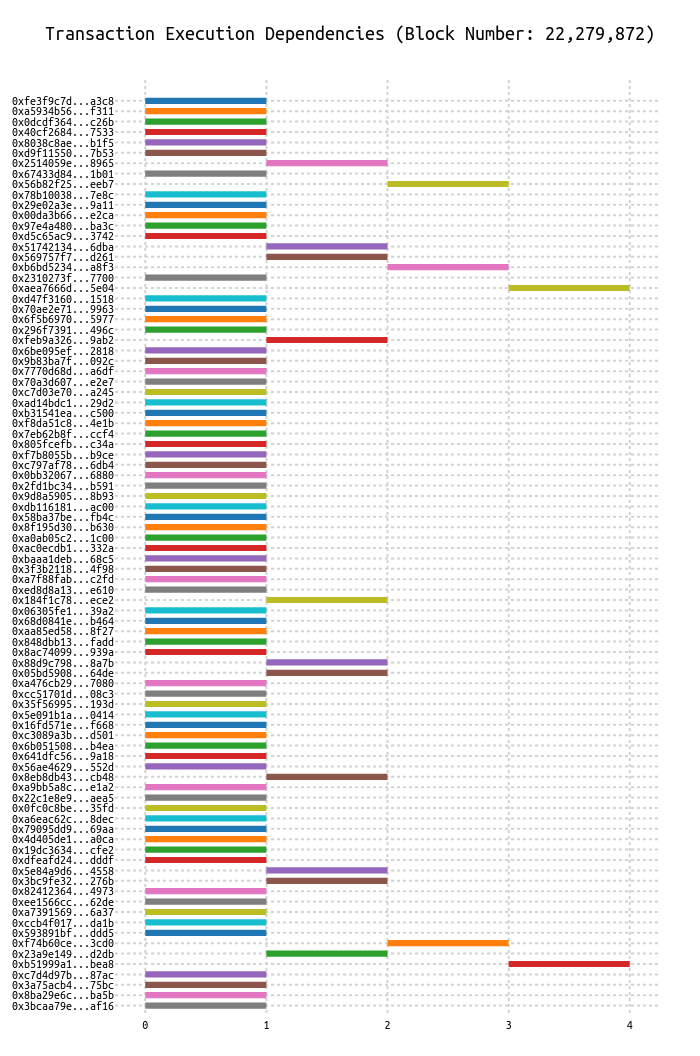 Transaction Execution Dependencies (Block Number: 22,279,872)
0xfe3f9c7d...a3c8
0xa5934b56...f311
0x0dcdf364...c26b
0x40cf2684...7533
0x8038c8ae...b1f5
0xd9f11550...7b53
0x2514059e...8965
0x67433d84...1b01
0x56b82f25...eeb7
0x78b10038...7e8c
0x29e02a3e...9a11
0x00da3b66...e2ca
0x97e4a480...ba3c
0xd5c65ac9...3742
0x51742134...6dba
0x569757f7...d261
0xb6bd5234...a8f3
0x2310273f...7700
0xaea7666d...5e04
0xd47f3160...1518
0x70ae2e71...9963
0x6f5b6970...5977
0x296f7391...496c
0xfeb9a326...9ab2
0x6be095ef...2818
0x9b83ba7f...092c
0x7770d68d...a6df
0x70a3d607...e2e7
0xc7d03e70...a245
0xad14bdc1...29d2
0xb31541ea...c500
0xf8da51c8...4e1b
0x7eb62b8f...ccf4
0x805fcefb...c34a
0xf7b8055b...b9ce
0xc797af78...6db4
0x0bb32067...6880
0x2fd1bc34...b591
0x9d8a5905...8b93
0xdb116181...ac00
0x58ba37be...fb4c
0x8f195d30...b630
0xa0ab05c2...1c00
0xac0ecdb1...332a
0xbaaa1deb...68c5
0x3f3b2118...4f98
0xa7f88fab...c2fd
0xed8d8a13...e610
0x184f1c78...ece2
0x06305fe1...39a2
0x68d0841e...b464
0xaa85ed58...8f27
0x848dbb13...fadd
0x8ac74099...939a
0x88d9c798...8a7b
0x05bd5908...64de
0xa476cb29...7080
0xcc51701d...08c3
0x35f56995...193d
0x5e091b1a...0414
0x16fd571e...f668
0xc3089a3b...d501
0x6b051508...b4ea
0x641dfc56...9a18
0x56ae4629...552d
0x8eb8db43...cb48
0xa9bb5a8c...e1a2
0x22c1e8e9...aea5
0x0fc0c8be...35fd
0xa6eac62c...8dec
0x79095dd9...69aa
0x4d405de1...a0ca
0x19dc3634...cfe2
0xdfeafd24...dddf
0x5e84a9d6...4558
0x3bc9fe32...276b
0x82412364...4973
0xee1566cc...62de
0xa7391569...6a37
0xccb4f017...da1b
0x593891bf...ddd5
0xf74b60ce...3cd0
0x23a9e149...d2db
0xb51999a1...bea8
0xc7d4d97b...87ac
0x3a75acb4...75bc
0x8ba29e6c...ba5b
0x3bcaa79e...af16
0 1 2 3 4